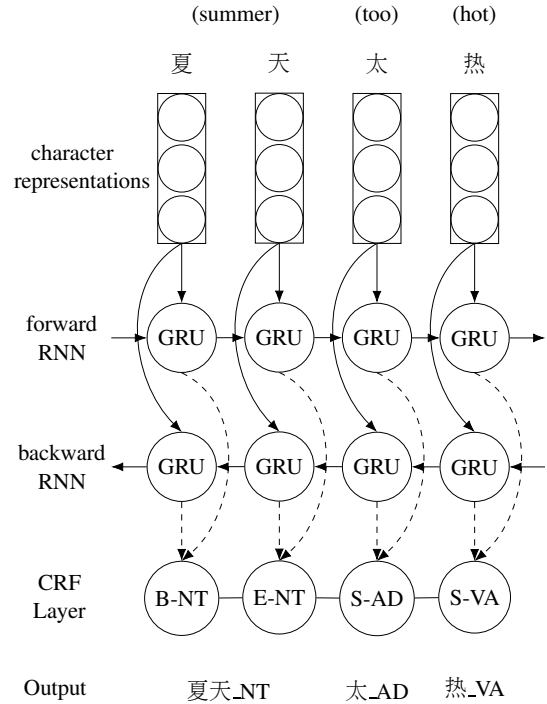 (summer) (too) (hot)
夏 天 太 热
character
representations
forward
RNN
GRU GRU GRU GRU
backward
RNN
GRU GRU GRU GRU
CRF
Layer
B-NT E-NT S-AD S-VA
Output 夏天_NT 太_AD 热_VA